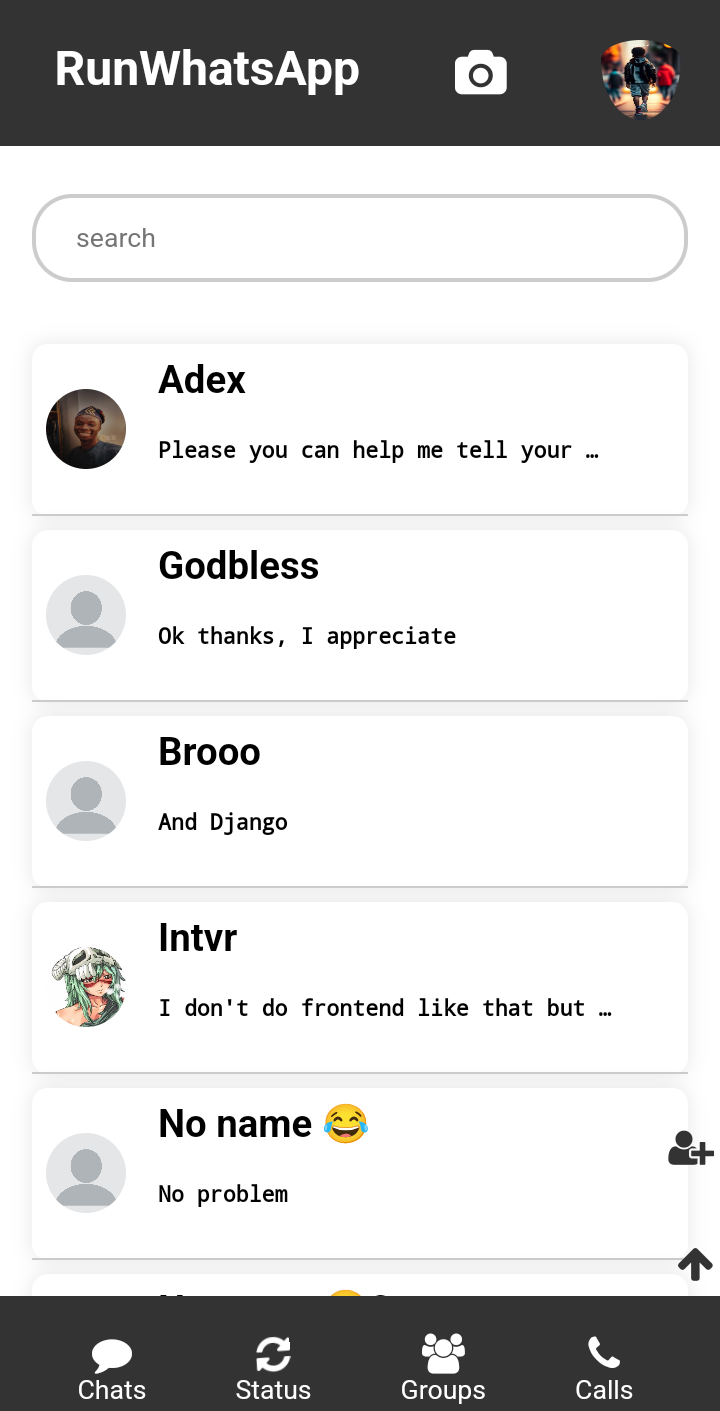 RunWhatsApp
search
Adex
Please you can help me tell your …
Godbless
Ok thanks, I appreciate
Brooo
And Django
Intvr
I don't do frontend like that but …
No name 😂
No problem
Chats
Status
Groups
Calls